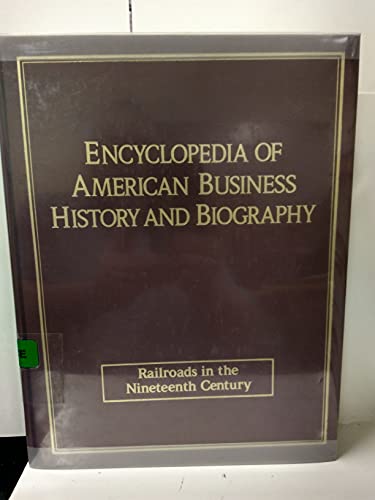 ENCYCLOPEDIA OF
AMERICAN BUSINESS
HISTORY AND BIOGRAPHY
Railroads in the
Nineteenth Century
E